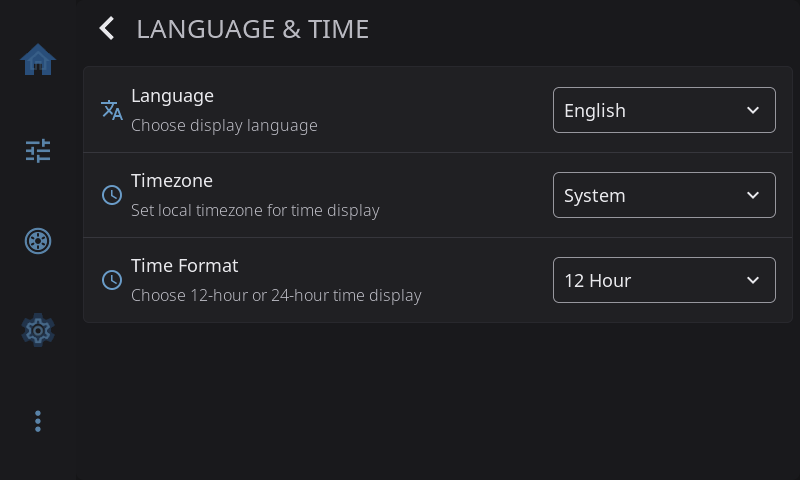 LANGUAGE & TIME
Language
Choose display language
English
Timezone
Set local timezone for time display
System
Time Format
Choose 12-hour or 24-hour time display
12 Hour